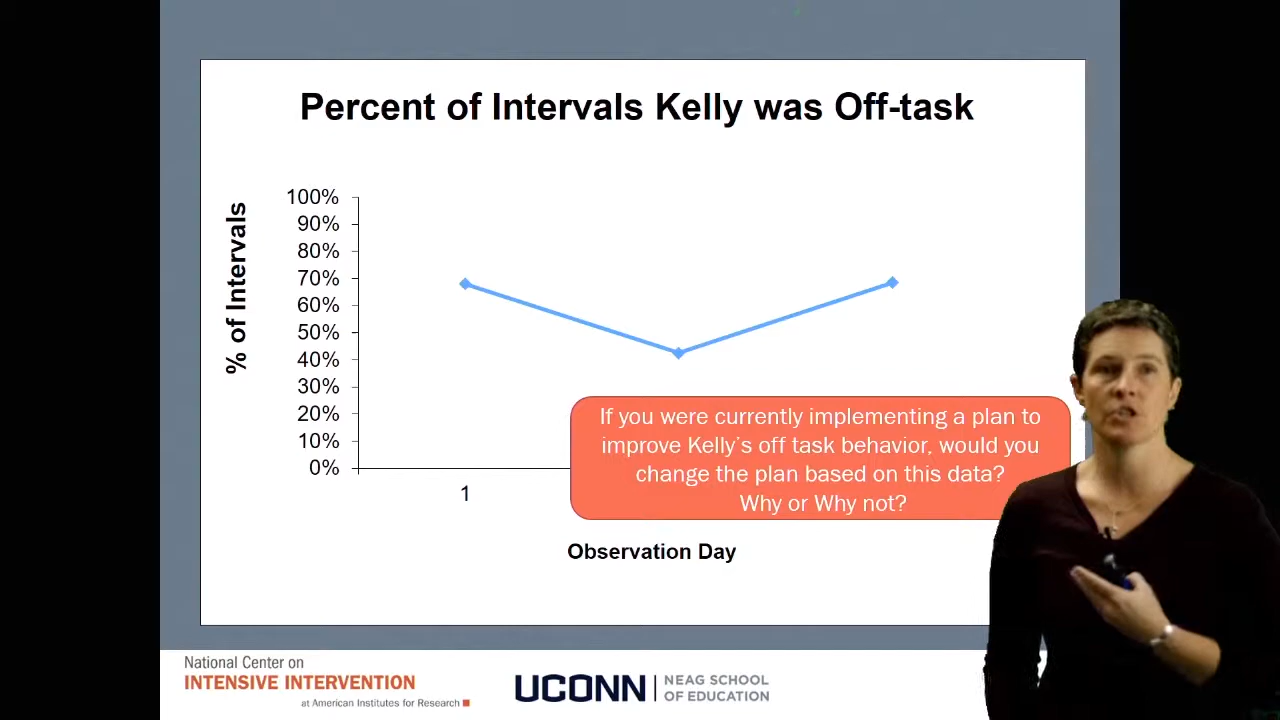 Percent of Intervals Kelly was Off-task
% of Intervals
100%
90%
80%
70%
60%
50%
40%
30%
20%
10%
0%
If you were currently implementing a plan to
improve Kelly's off task behavior, would you
change the plan based on this data?
Why or Why not?
1
Observation Day
National Center on
INTENSIVE INTERVENTION
at American Institutes for Research
UCONN
NEAG SCHOOL
OF EDUCATION